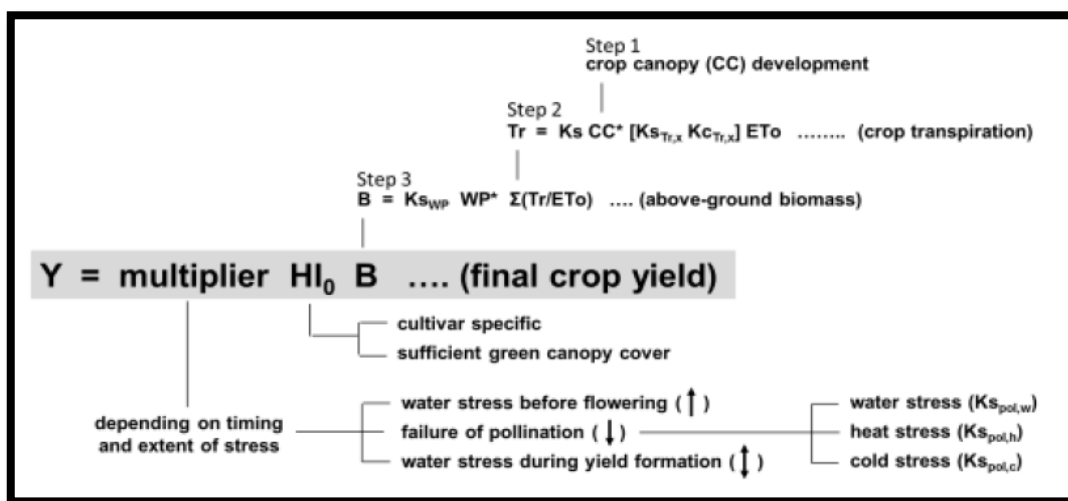 Step 1
crop canopy (CC) development
Step 2
Tr = Ks CC* [Ks_Tr,x Kc_Tr,x] ETo ........ (crop transpiration)
Step 3
B = Ks_WP WP* Σ(Tr/ETo) .... (above-ground biomass)
Y = multiplier HI_0 B .... (final crop yield)
cultivar specific
sufficient green canopy cover
depending on timing
and extent of stress
water stress before flowering (↑)
failure of pollination (↓)
water stress during yield formation (↕)
water stress (Ks_pol,w)
heat stress (Ks_pol,h)
cold stress (Ks_pol,c)